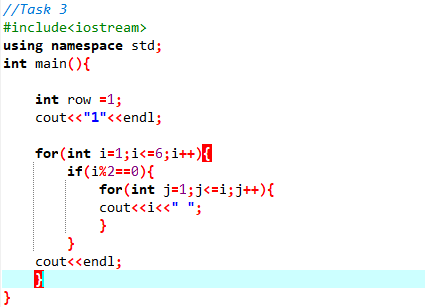 //Task 3
#include<iostream>
using namespace std;
int main(){
int row =1;
cout<<"1"<<endl;
for(int i=1;i<=6;i++){
if(i%2==0){
for(int j=1;j<=i;j++){
cout<<i<<" ";
}
}
cout<<endl;
}
}